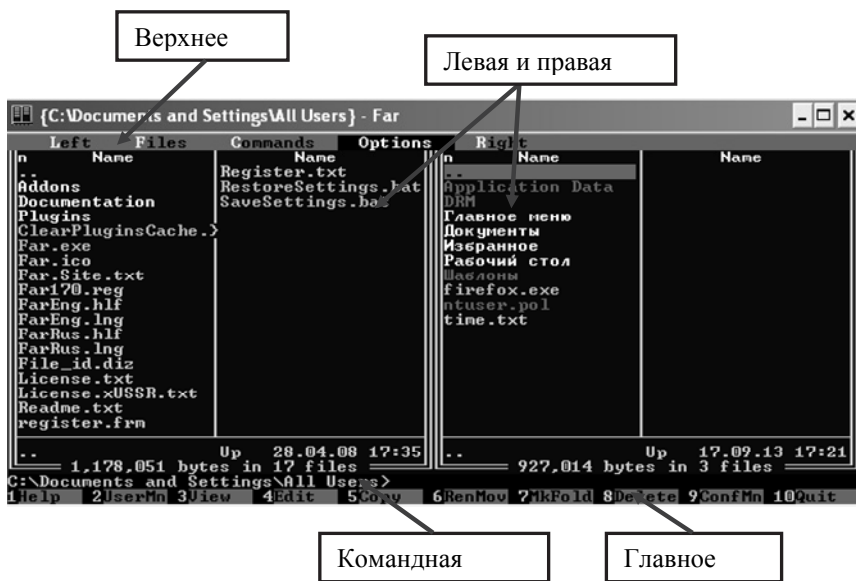 Верхнее
Левая и правая
{C:\Documents and Settings\All Users} - Far
Left Files Commands Options Right
n Name Name n Name Name
.. Register.txt ..
Addons RestoreSettings.bat Application Data
Documentation SaveSettings.bat DRM
Plugins Главное меню
ClearPluginsCache.} Документы
Far.exe Избранное
Far.ico Рабочий стол
Far.Site.txt Шаблоны
Far170.reg firefox.exe
FarEng.hlf ntuser.pol
FarEng.lng time.txt
FarRus.hlf
FarRus.lng
File_id.diz
License.txt
License.xUSSR.txt
Readme.txt
register.frm
.. Up 28.04.08 17:35 .. Up 17.09.13 17:21
1,178,051 bytes in 17 files 927,014 bytes in 3 files
C:\Documents and Settings\All Users>
1Help 2UserMn 3View 4Edit 5Copy 6RenMov 7MkFold 8Delete 9ConfMn 10Quit
Командная
Главное